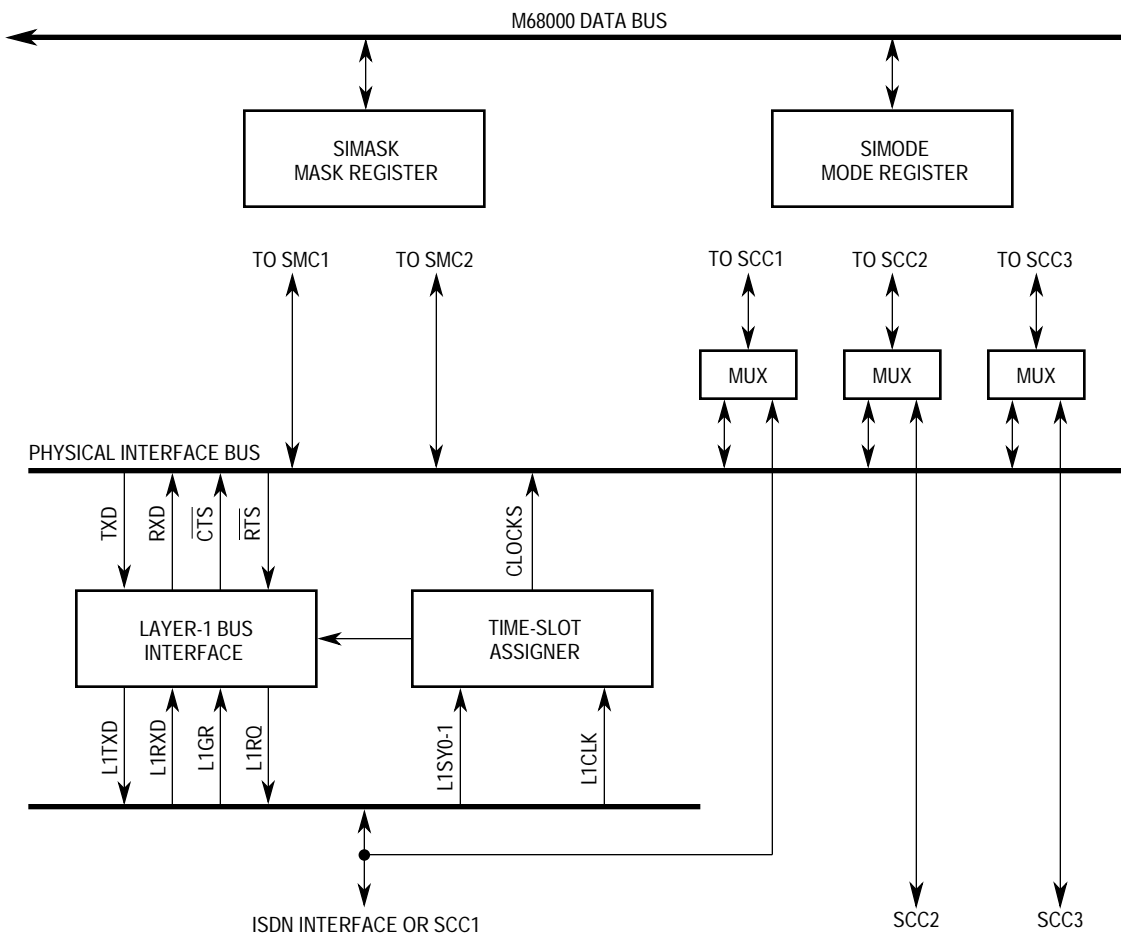 M68000 DATA BUS
SIMASK
MASK REGISTER
SIMODE
MODE REGISTER
TO SMC1
TO SMC2
TO SCC1
TO SCC2
TO SCC3
MUX
MUX
MUX
PHYSICAL INTERFACE BUS
TXD
RXD
CTS
RTS
CLOCKS
LAYER-1 BUS
INTERFACE
TIME-SLOT
ASSIGNER
L1TXD
L1RXD
L1GR
L1RQ
L1SY0-1
L1CLK
ISDN INTERFACE OR SCC1
SCC2
SCC3